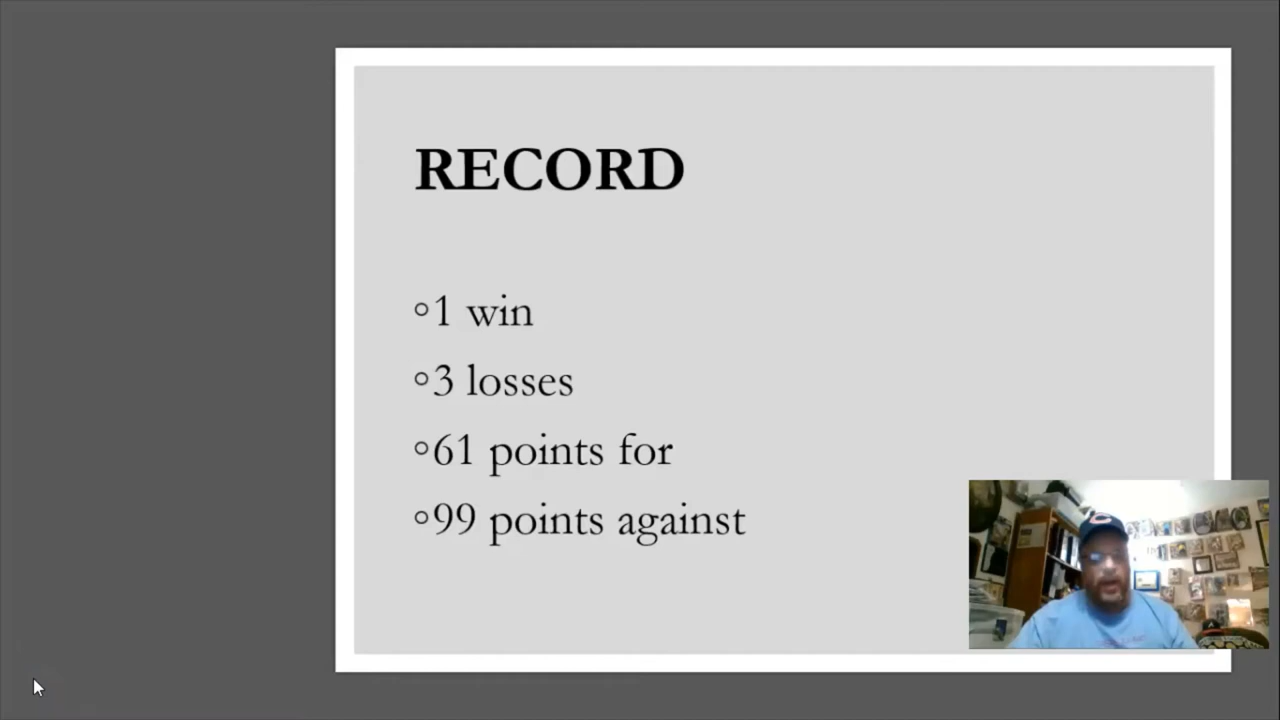 RECORD
1 win
3 losses
61 points for
99 points against